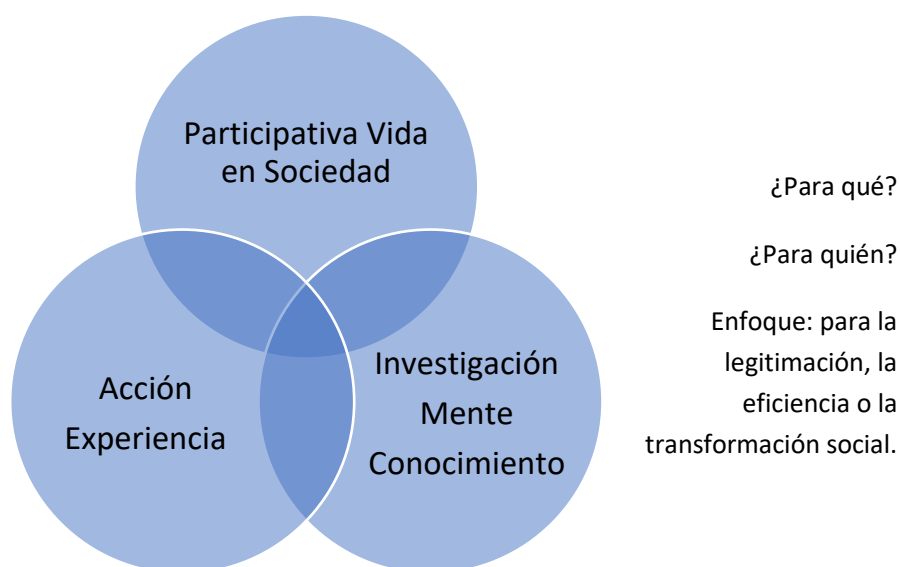 Participativa Vida
en Sociedad
Acción
Experiencia
Investigación
Mente
Conocimiento
¿Para qué?
¿Para quién?
Enfoque: para la
legitimación, la
eficiencia o la
transformación social.